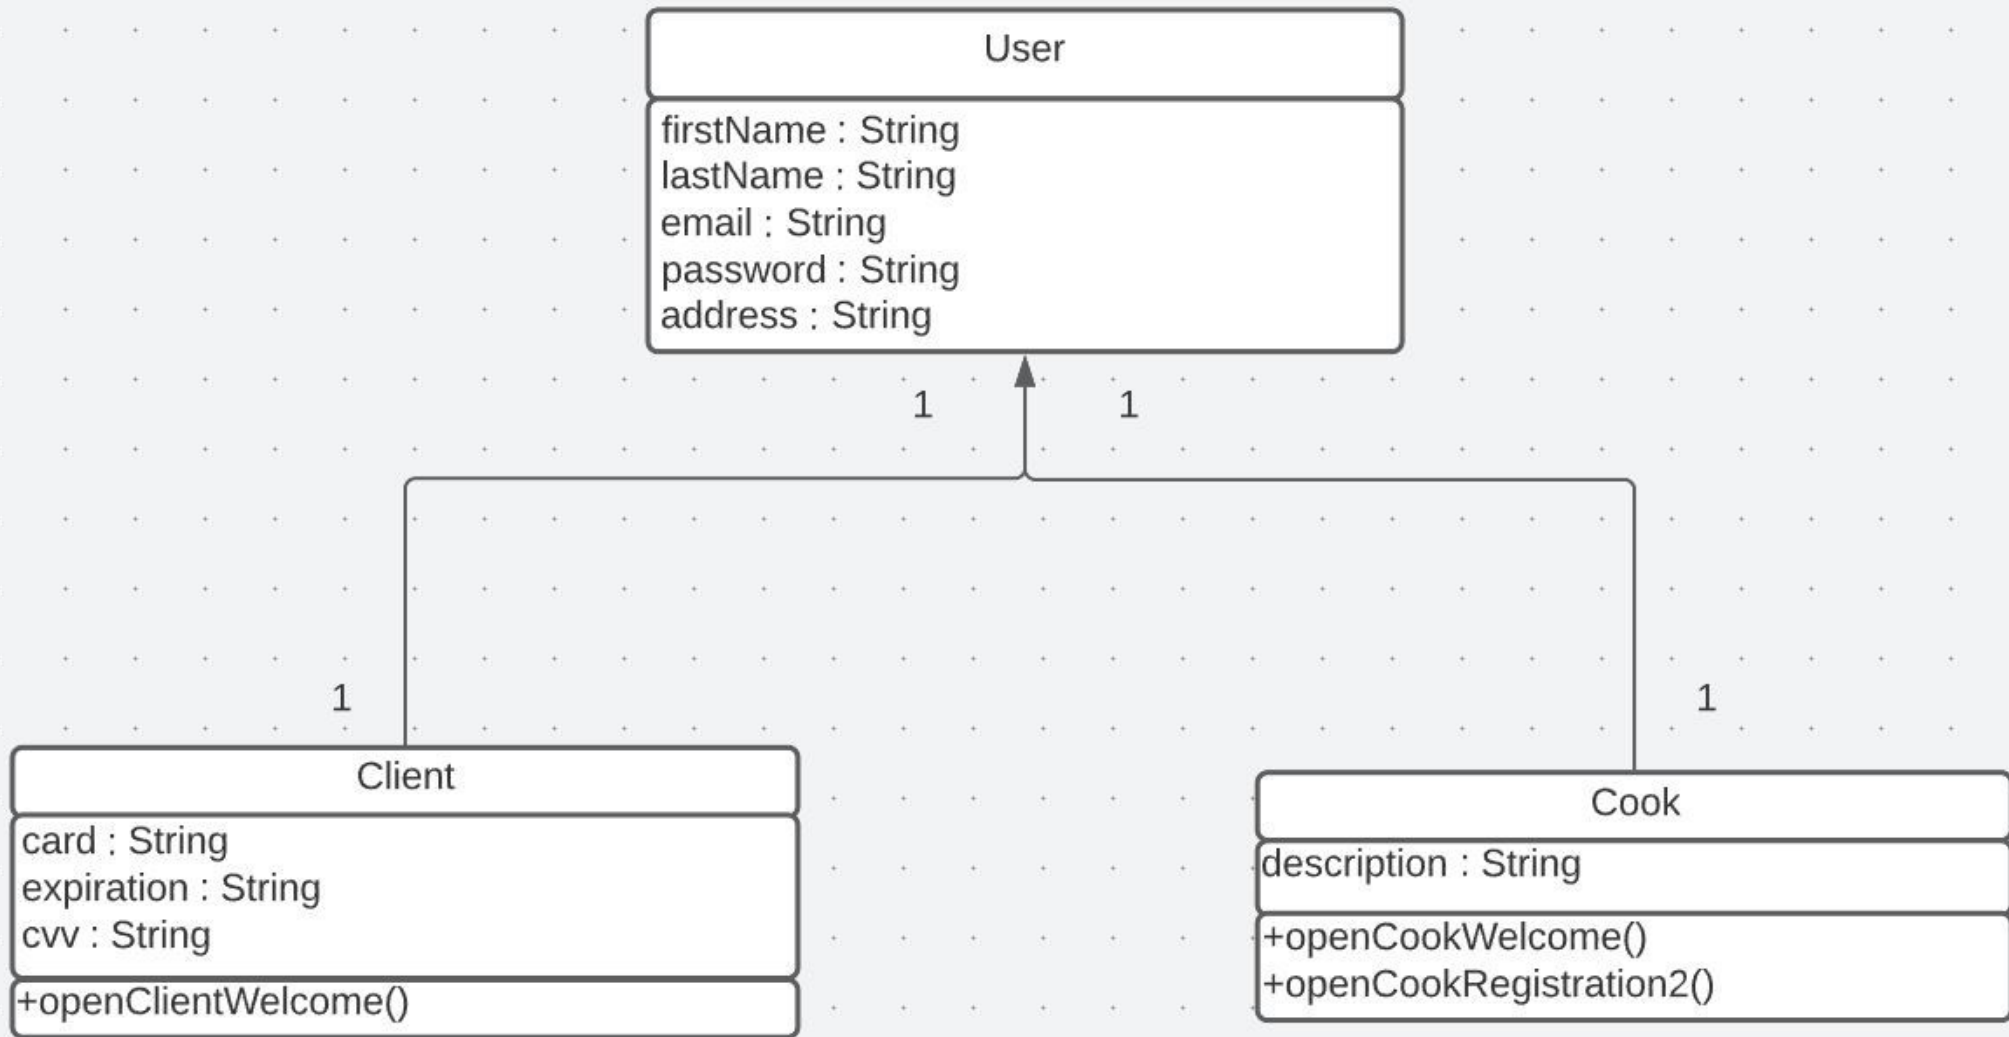 User
firstName : String
lastName : String
email : String
password : String
address : String
1
1
1
1
Client
card : String
expiration : String
cvv : String
+openClientWelcome()
Cook
description : String
+openCookWelcome()
+openCookRegistration2()